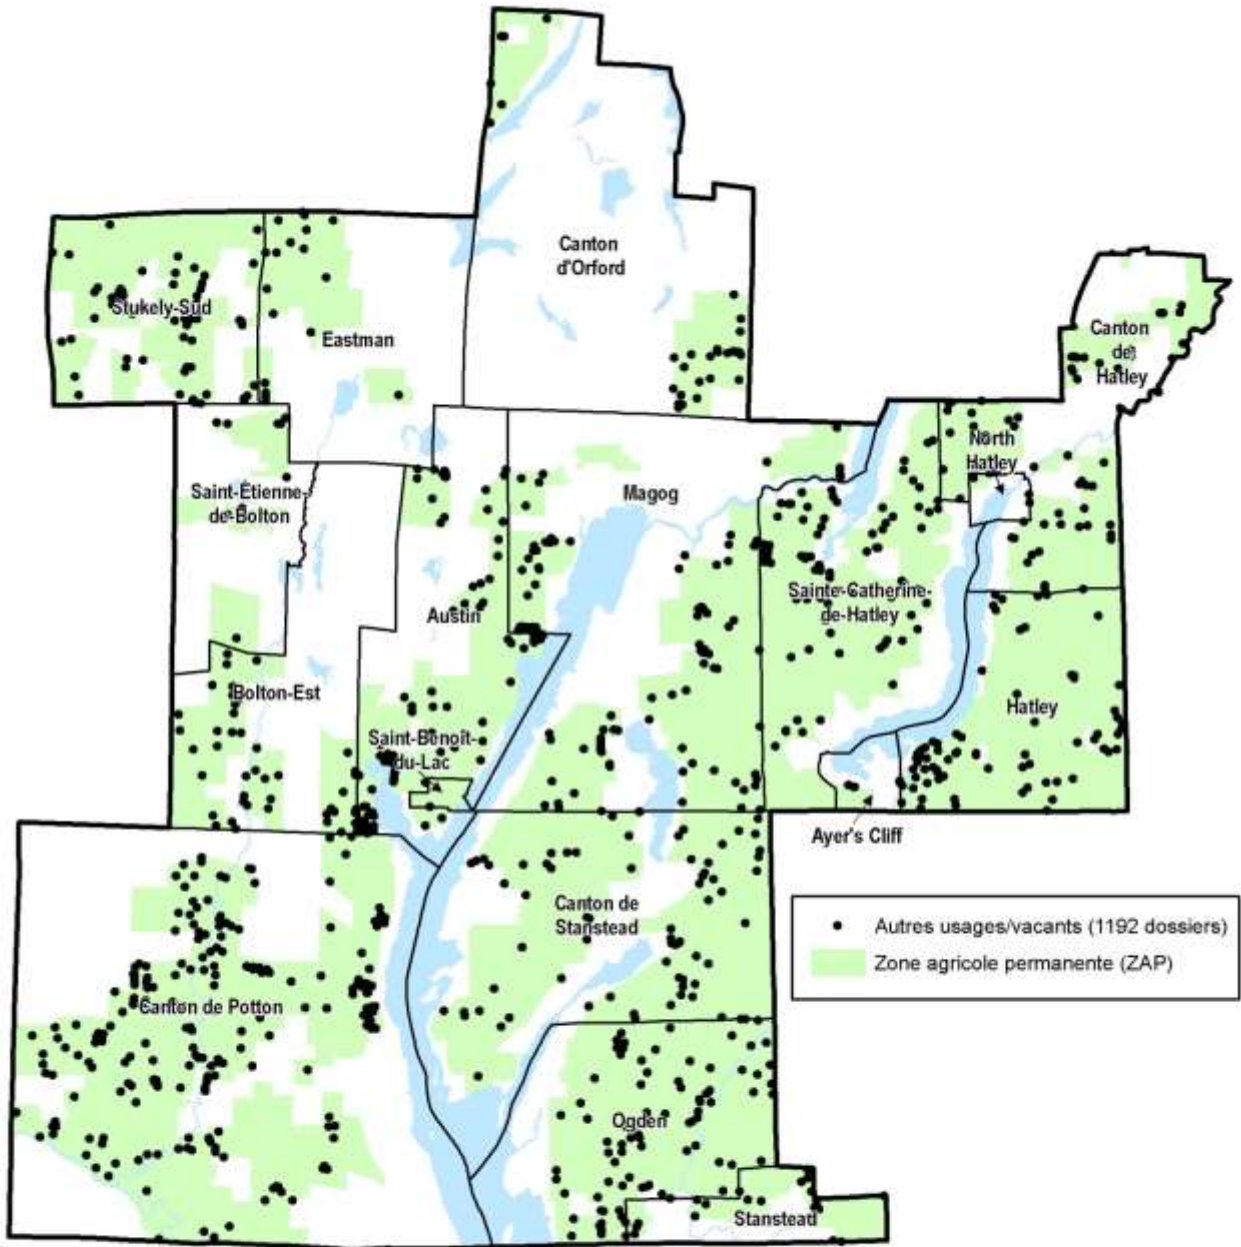 Canton
d'Orford
Stukely-Sud
Eastman
Canton
de
Hatley
North
Hatley
Saint-Étienne-
de-Bolton
Magog
Austin
Sainte-Catherine-
de-Hatley
Bolton-Est
Hatley
Saint-Benoît-
du-Lac
Ayer's Cliff
Canton de
Stanstead
Autres usages/vacants (1192 dossiers)
Zone agricole permanente (ZAP)
Canton de Potton
Ogden
Stanstead